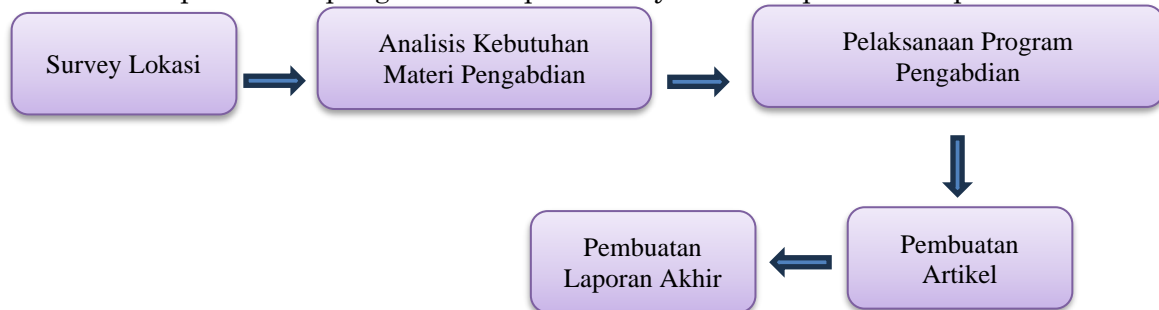 Survey Lokasi
Analisis Kebutuhan
Materi Pengabdian
Pelaksanaan Program
Pengabdian
Pembuatan
Artikel
Pembuatan
Laporan Akhir